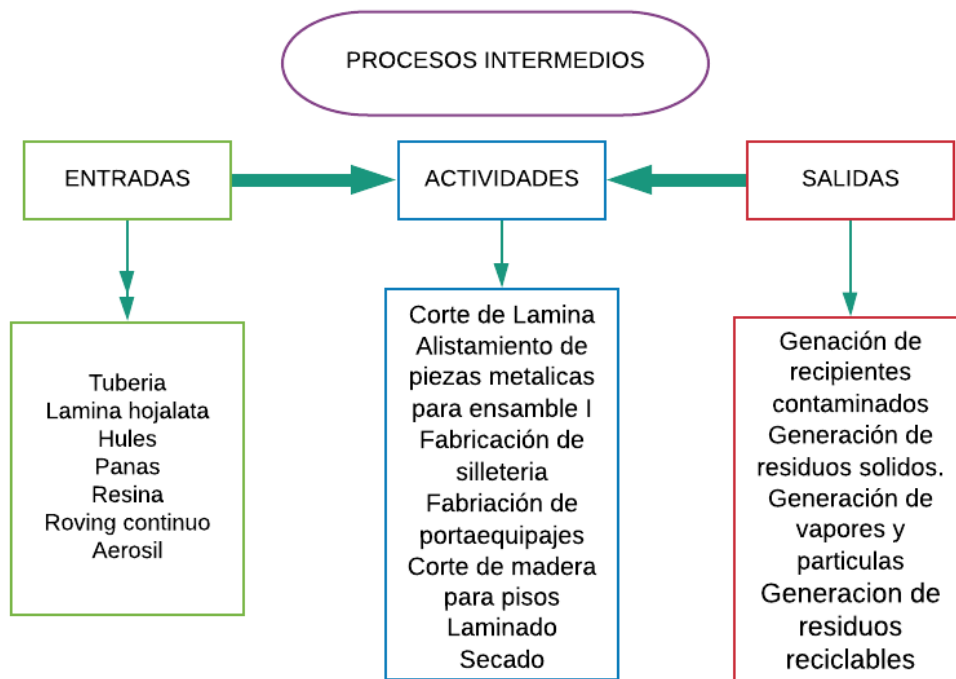 PROCESOS INTERMEDIOS
ENTRADAS
ACTIVIDADES
SALIDAS
Tuberia
Lamina hojalata
Hules
Panas
Resina
Roving continuo
Aerosil
Corte de Lamina
Alistamiento de
piezas metalicas
para ensamble I
Fabricación de
silleteria
Fabriación de
portaequipajes
Corte de madera
para pisos
Laminado
Secado
Genación de
recipientes
contaminados
Generación de
residuos solidos.
Generación de
vapores y
particulas
Generacion de
residuos
reciclables